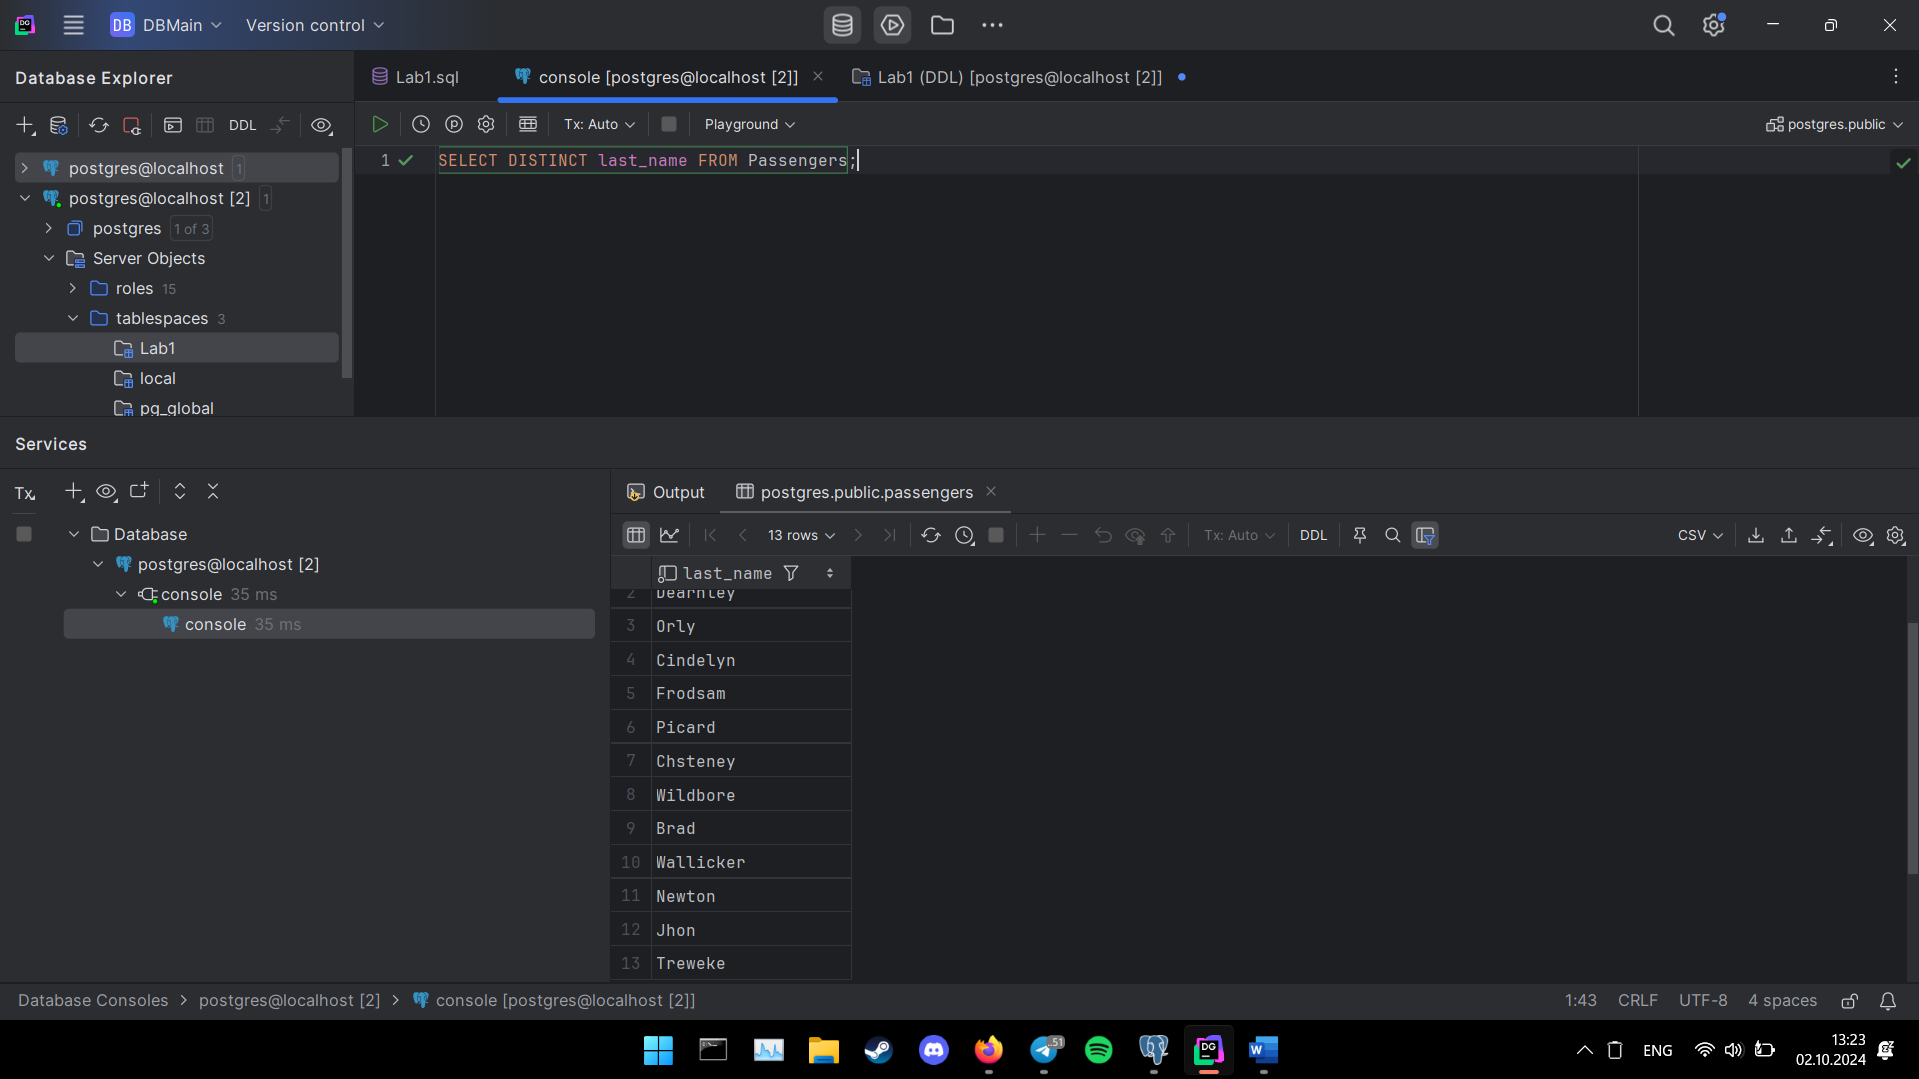 DB DBMain Version control
Database Explorer
Lab1.sql
console [postgres@localhost [2]]
Lab1 (DDL) [postgres@localhost [2]]
DDL
Tx: Auto
Playground
postgres.public
postgres@localhost 1
postgres@localhost [2] 1
postgres 1 of 3
Server Objects
roles 15
tablespaces 3
Lab1
local
pg_global
1 SELECT DISTINCT last_name FROM Passengers;
Services
Tx
Database
postgres@localhost [2]
console 35 ms
console 35 ms
Output
postgres.public.passengers
13 rows
Tx: Auto
DDL
CSV
last_name
2 Dearnley
3 Orly
4 Cindelyn
5 Frodsam
6 Picard
7 Chsteney
8 Wildbore
9 Brad
10 Wallicker
11 Newton
12 Jhon
13 Treweke
Database Consoles > postgres@localhost [2] > console [postgres@localhost [2]]
1:43 CRLF UTF-8 4 spaces
51
DG
W
ENG
13:23
02.10.2024